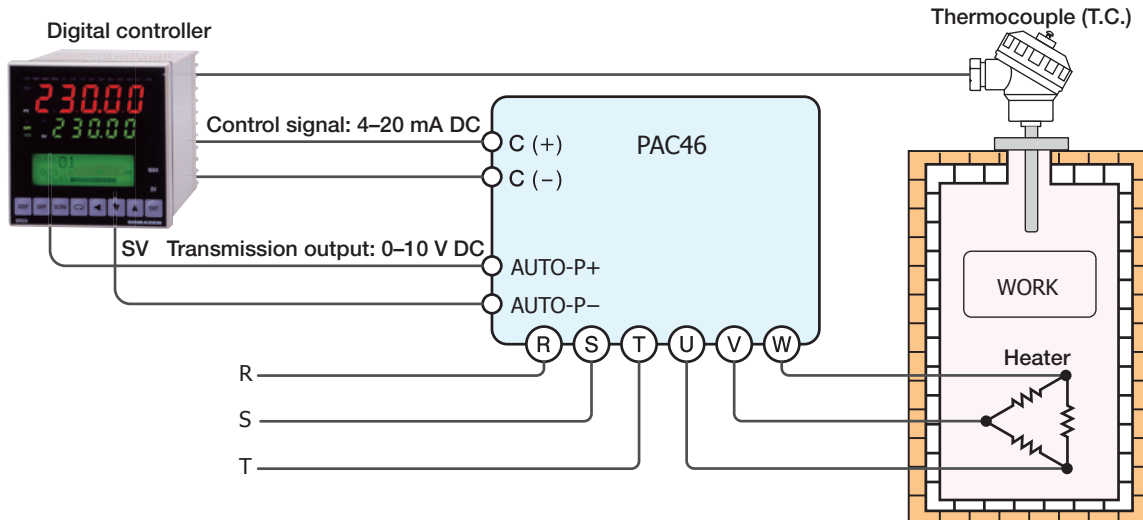 Digital controller
Thermocouple (T.C.)
230.00
230.00
01
Control signal: 4–20 mA DC
C (+)
PAC46
C (−)
SV Transmission output: 0–10 V DC
AUTO-P+
AUTO-P−
WORK
R S T U V W
Heater
R
S
T